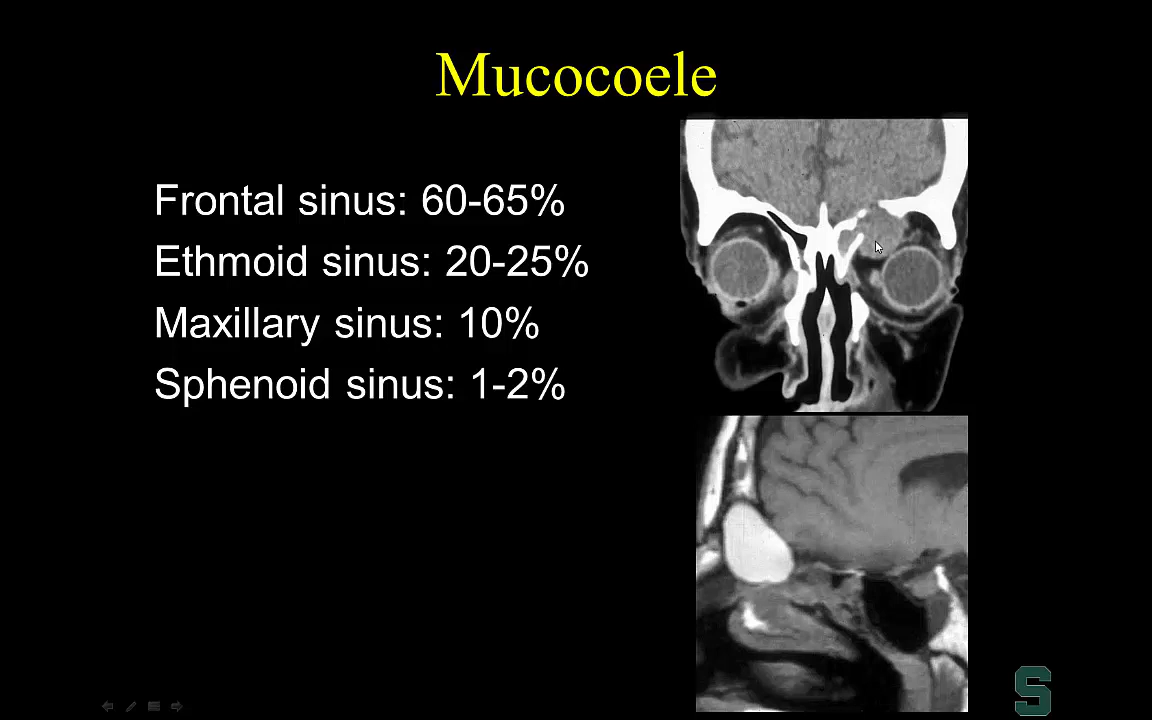 Mucocoele
Frontal sinus: 60-65%
Ethmoid sinus: 20-25%
Maxillary sinus: 10%
Sphenoid sinus: 1-2%
S